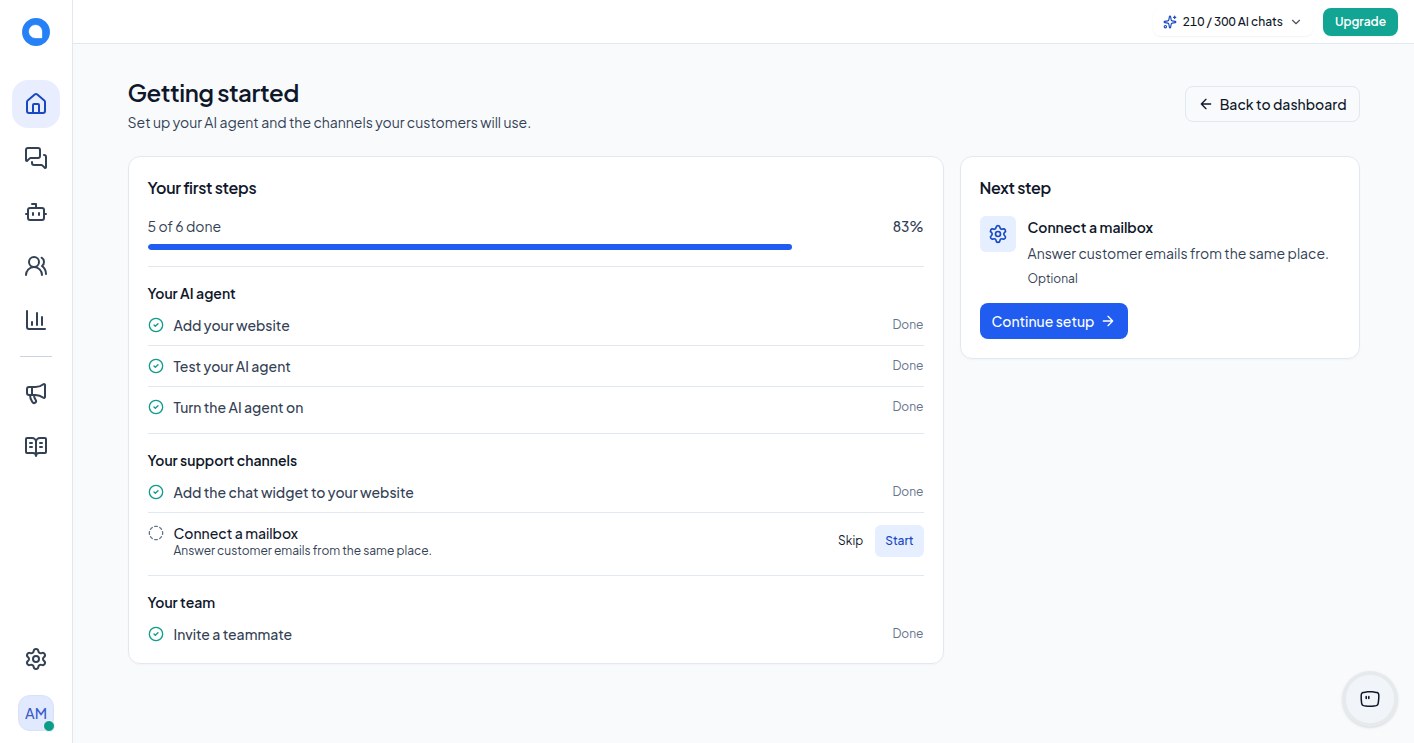 210 / 300 AI chats
Upgrade
Getting started
Set up your AI agent and the channels your customers will use.
Back to dashboard
Your first steps
5 of 6 done
83%
Your AI agent
Add your website
Done
Test your AI agent
Done
Turn the AI agent on
Done
Your support channels
Add the chat widget to your website
Done
Connect a mailbox
Answer customer emails from the same place.
Skip
Start
Your team
Invite a teammate
Done
Next step
Connect a mailbox
Answer customer emails from the same place.
Optional
Continue setup
AM